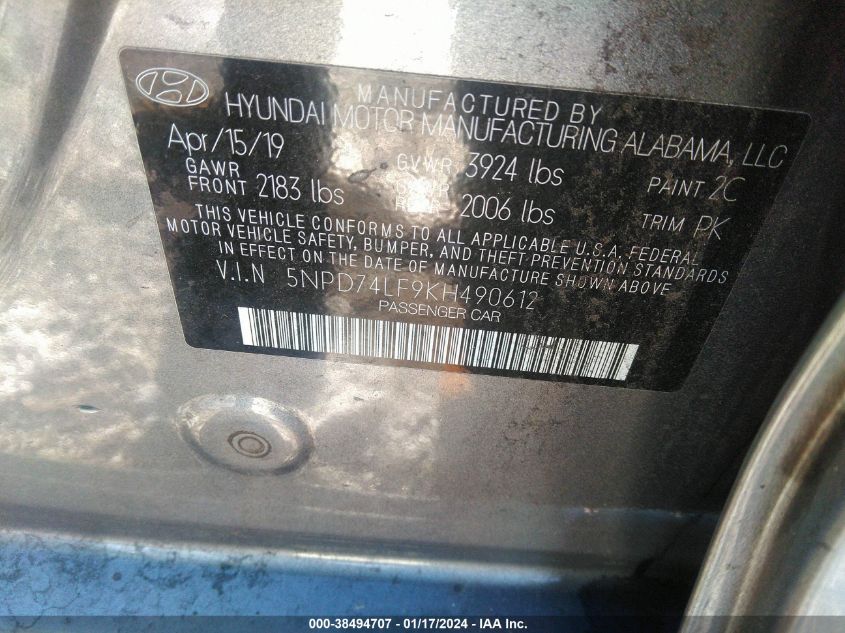 MANUFACTURED BY
HYUNDAI MOTOR MANUFACTURING ALABAMA, LLC
Apr/15/19 GVWR 3924 lbs PAINT 2C
GAWR
FRONT 2183 lbs 2006 lbs TRIM PK
THIS VEHICLE CONFORMS TO ALL APPLICABLE U.S.A. FEDERAL
MOTOR VEHICLE SAFETY, BUMPER, AND THEFT PREVENTION STANDARDS
IN EFFECT ON THE DATE OF MANUFACTURE SHOWN ABOVE
V.I.N 5NPD74LF9KH490612
PASSENGER CAR
000-38494707 - 01/17/2024 - IAA Inc.